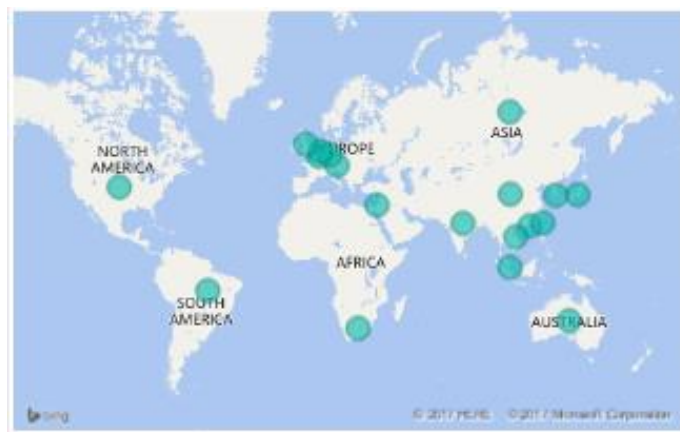 NORTH
AMERICA
EUROPE
ASIA
AFRICA
SOUTH
AMERICA
AUSTRALIA
bing
© 2017 HERE © 2017 Microsoft Corporation